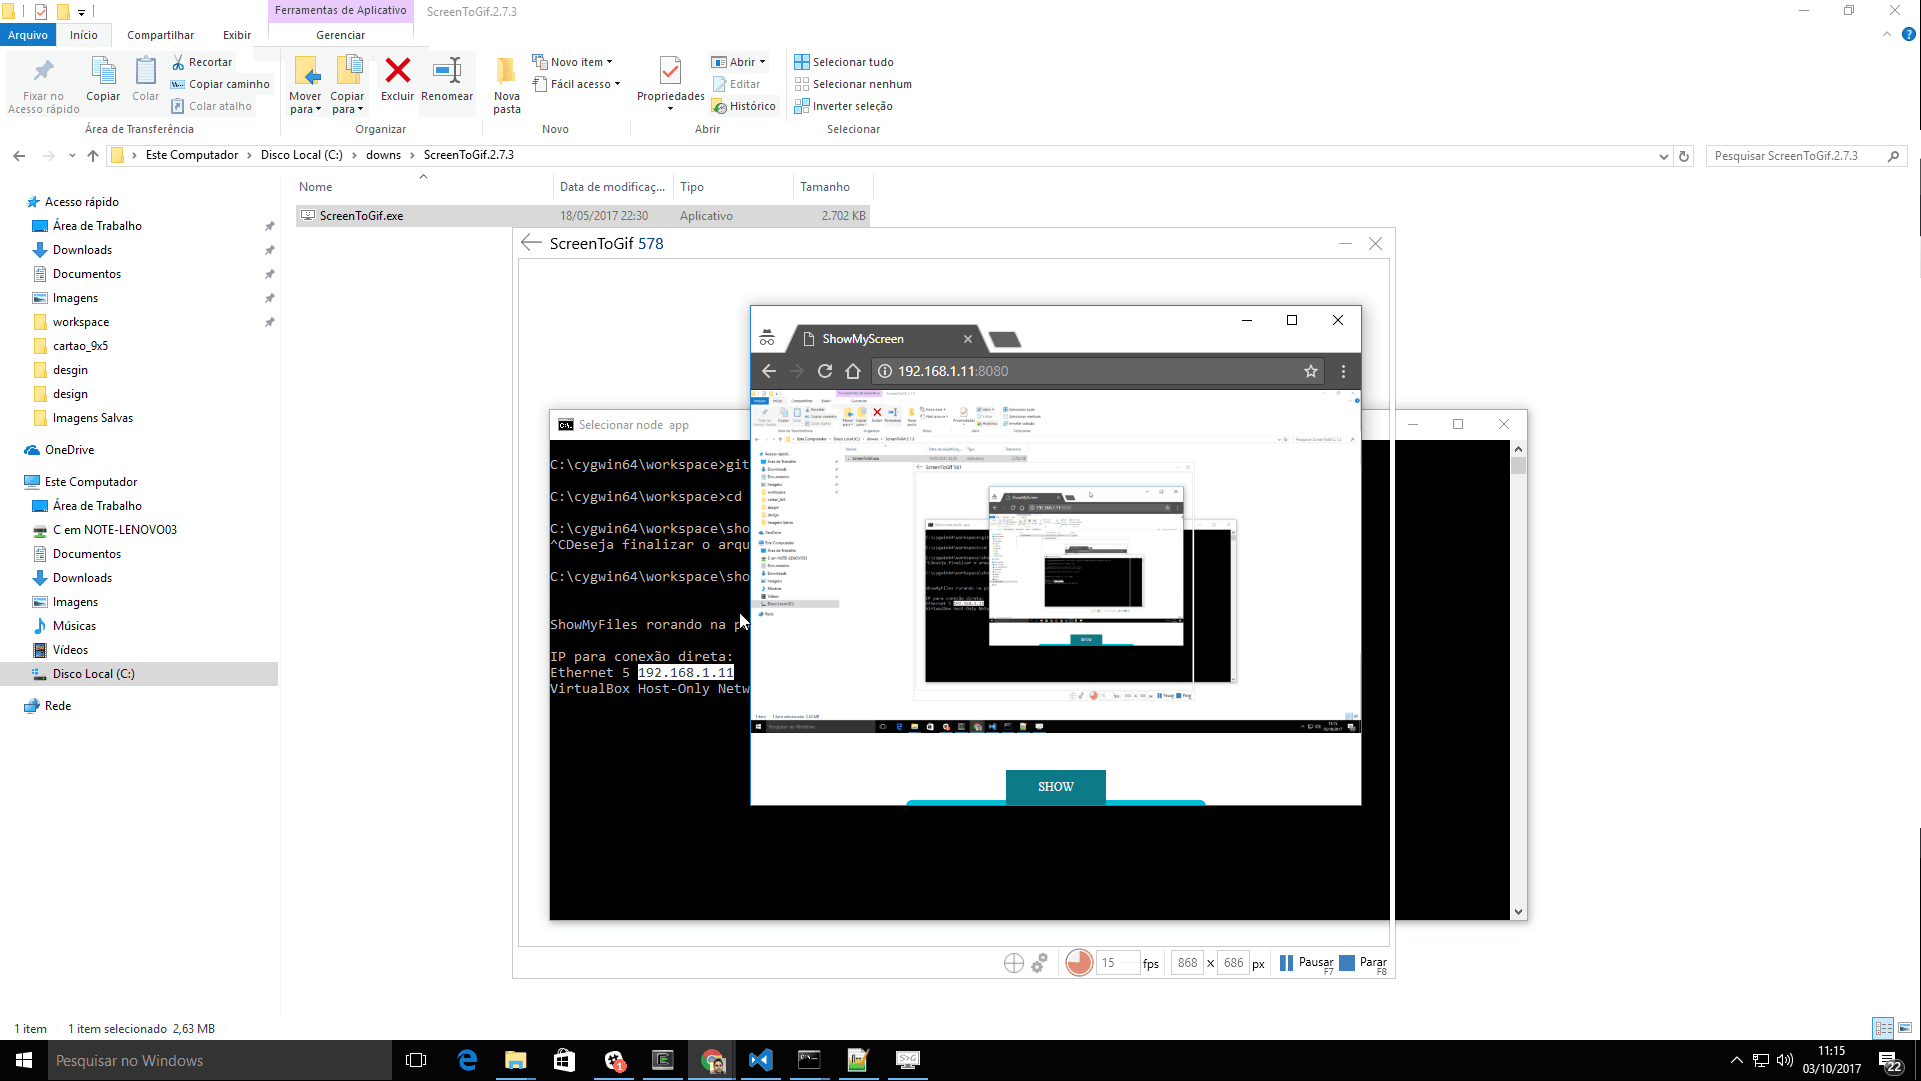 Ferramentas de Aplicativo
ScreenToGif.2.7.3
Arquivo
Início
Compartilhar
Exibir
Gerenciar
Fixar no
Acesso rápido
Copiar
Colar
Recortar
Copiar caminho
Colar atalho
Mover
para
Copiar
para
Excluir
Renomear
Nova
pasta
Novo item
Fácil acesso
Propriedades
Abrir
Editar
Histórico
Selecionar tudo
Selecionar nenhum
Inverter seleção
Área de Transferência
Organizar
Novo
Abrir
Selecionar
Este Computador
Disco Local (C:)
downs
ScreenToGif.2.7.3
Pesquisar ScreenToGif.2.7.3
Nome
Data de modificaç...
Tipo
Tamanho
ScreenToGif.exe
18/05/2017 22:30
Aplicativo
2.702 KB
Acesso rápido
Área de Trabalho
Downloads
Documentos
Imagens
workspace
cartao_9x5
desgin
design
Imagens Salvas
OneDrive
Este Computador
Área de Trabalho
C em NOTE-LENOVO03
Documentos
Downloads
Imagens
Músicas
Vídeos
Disco Local (C:)
Rede
ScreenToGif 578
ShowMyScreen
192.168.1.11:8080
Selecionar node app
C:\cygwin64\workspace>git
C:\cygwin64\workspace>cd
C:\cygwin64\workspace\sho
^CDeseja finalizar o arqu
C:\cygwin64\workspace\sho
ShowMyFiles rorando na p
IP para conexão direta:
Ethernet 5 192.168.1.11
VirtualBox Host-Only Netw
SHOW
15 fps
868 x 686 px
Pausar
F7
Parar
F8
1 item
1 item selecionado 2,63 MB
Pesquisar no Windows
11:15
03/10/2017
22